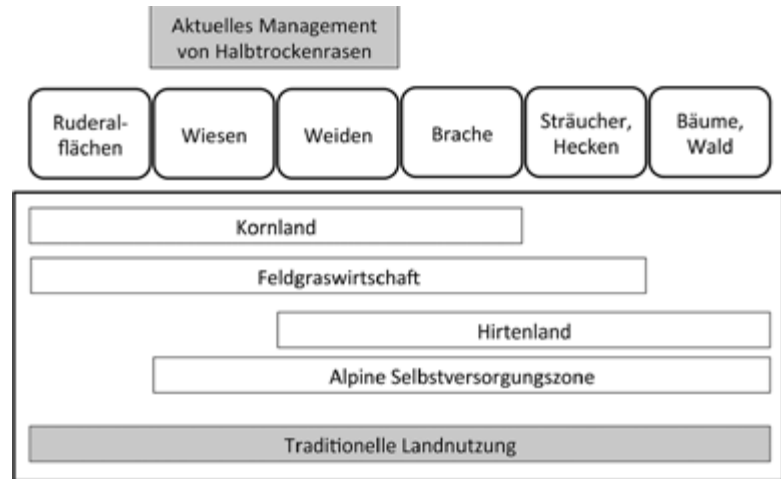 Aktuelles Management
von Halbtrockenrasen
Ruderal-
flächen
Wiesen
Weiden
Brache
Sträucher,
Hecken
Bäume,
Wald
Kornland
Feldgraswirtschaft
Hirtenland
Alpine Selbstversorgungszone
Traditionelle Landnutzung